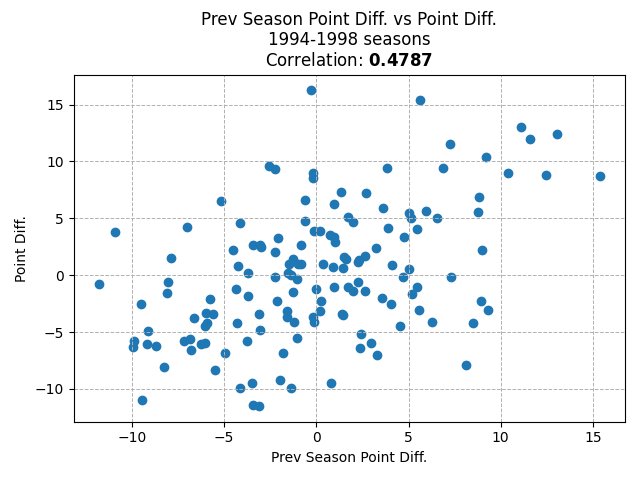 Prev Season Point Diff. vs Point Diff.
1994-1998 seasons
Correlation: 0.4787
15
10
5
0
−5
−10
Point Diff.
−10 −5 0 5 10 15
Prev Season Point Diff.